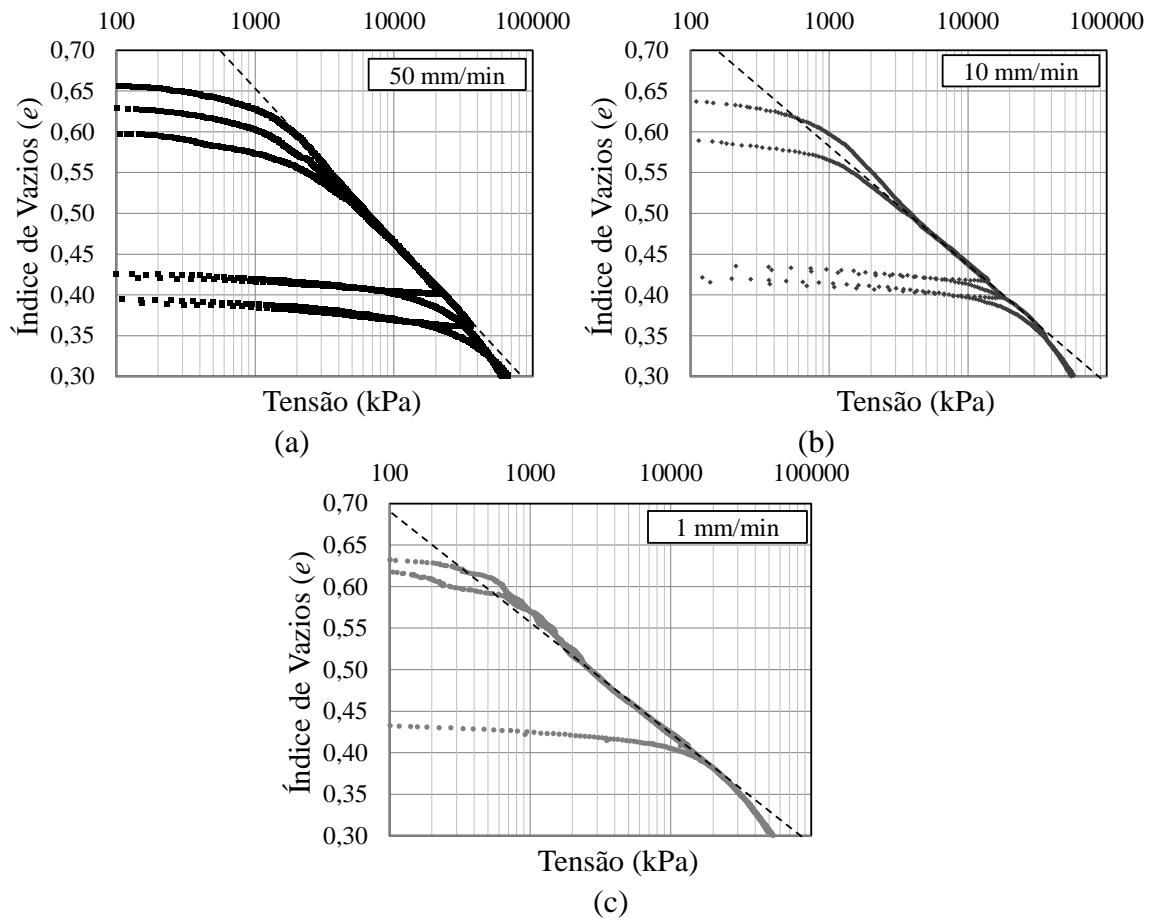 100 1000 10000 100000
0,70
0,65
0,60
0,55
0,50
0,45
0,40
0,35
0,30
50 mm/min
Índice de Vazios (e)
Tensão (kPa)
(a)
100 1000 10000 100000
0,70
0,65
0,60
0,55
0,50
0,45
0,40
0,35
0,30
10 mm/min
Índice de Vazios (e)
Tensão (kPa)
(b)
100 1000 10000 100000
0,70
0,65
0,60
0,55
0,50
0,45
0,40
0,35
0,30
1 mm/min
Índice de Vazios (e)
Tensão (kPa)
(c)